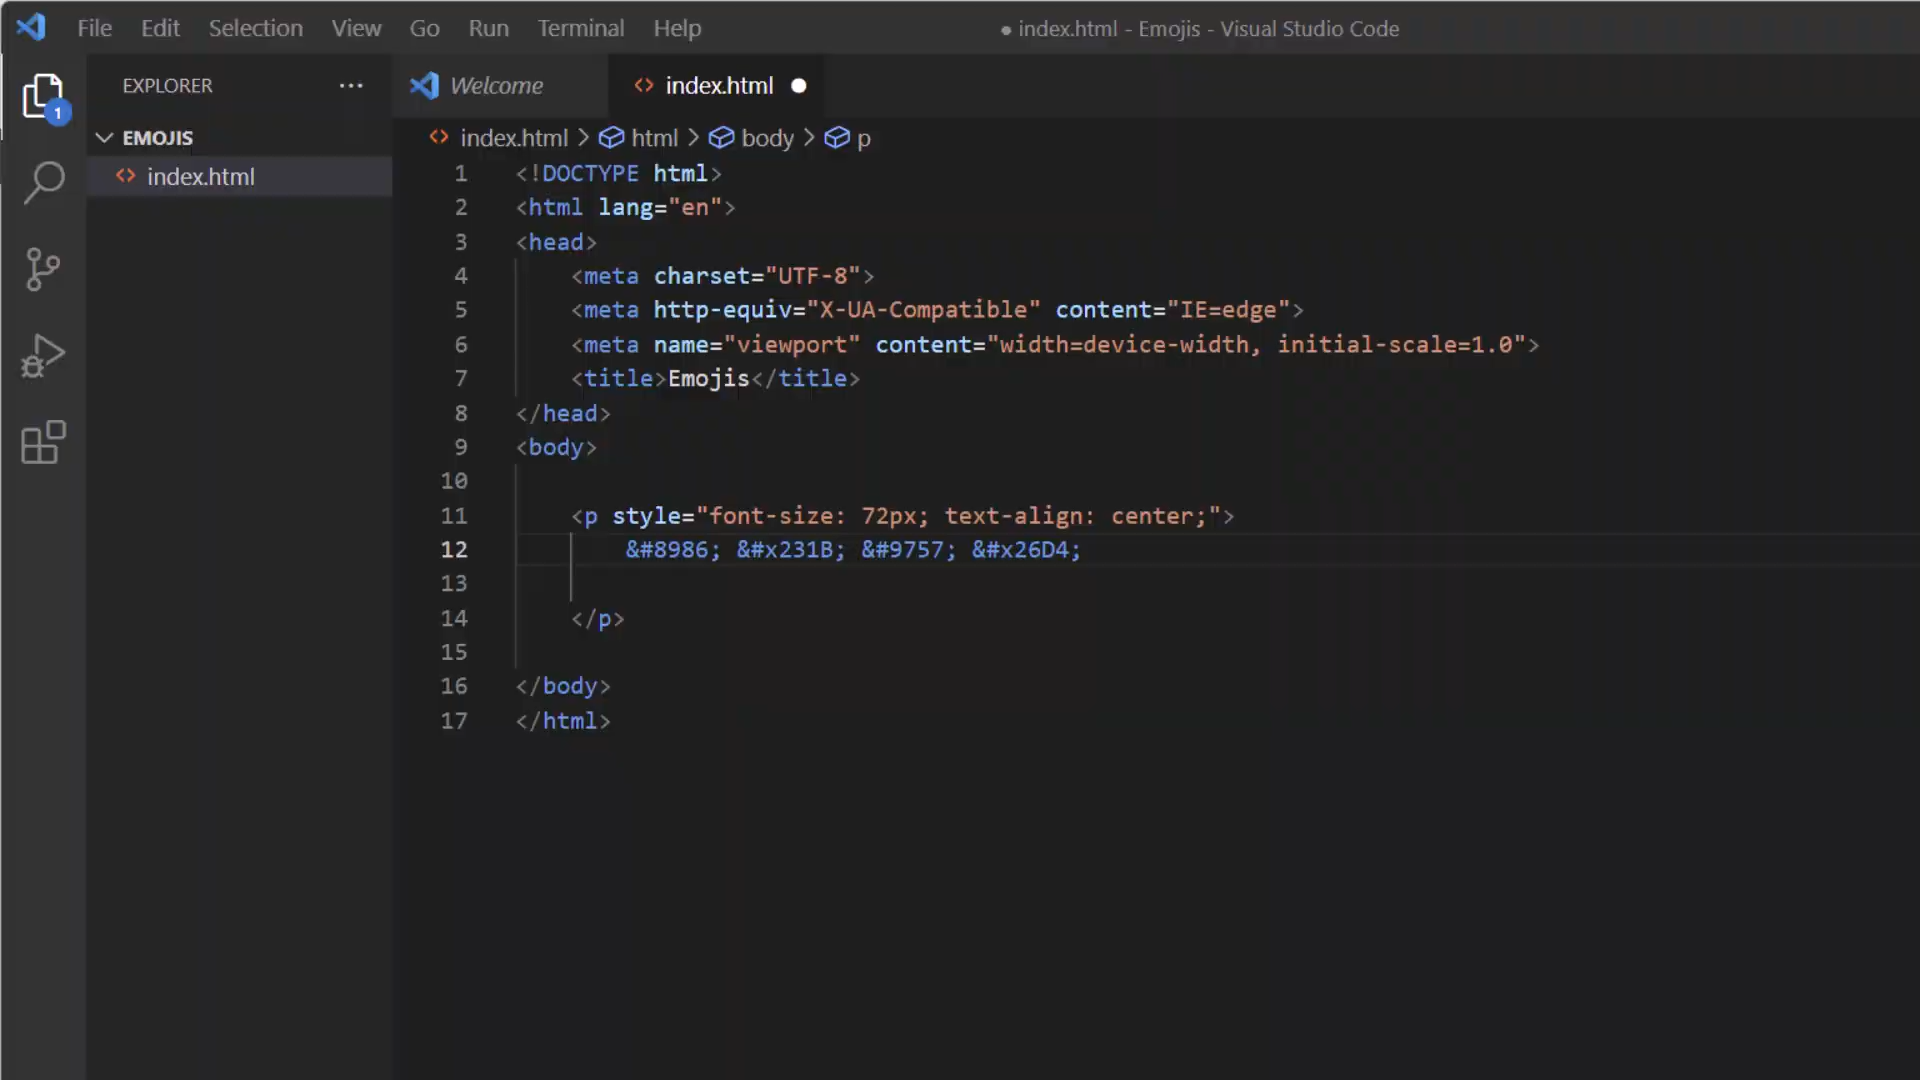 File Edit Selection View Go Run Terminal Help
● index.html - Emojis - Visual Studio Code
EXPLORER ···
Welcome
index.html ●
1
EMOJIS
index.html
index.html > html > body > p
1 <!DOCTYPE html>
2 <html lang="en">
3 <head>
4     <meta charset="UTF-8">
5     <meta http-equiv="X-UA-Compatible" content="IE=edge">
6     <meta name="viewport" content="width=device-width, initial-scale=1.0">
7     <title>Emojis</title>
8 </head>
9 <body>
10
11     <p style="font-size: 72px; text-align: center;">
12         &#8986; &#x231B; &#9757; &#x26D4;
13
14     </p>
15
16 </body>
17 </html>